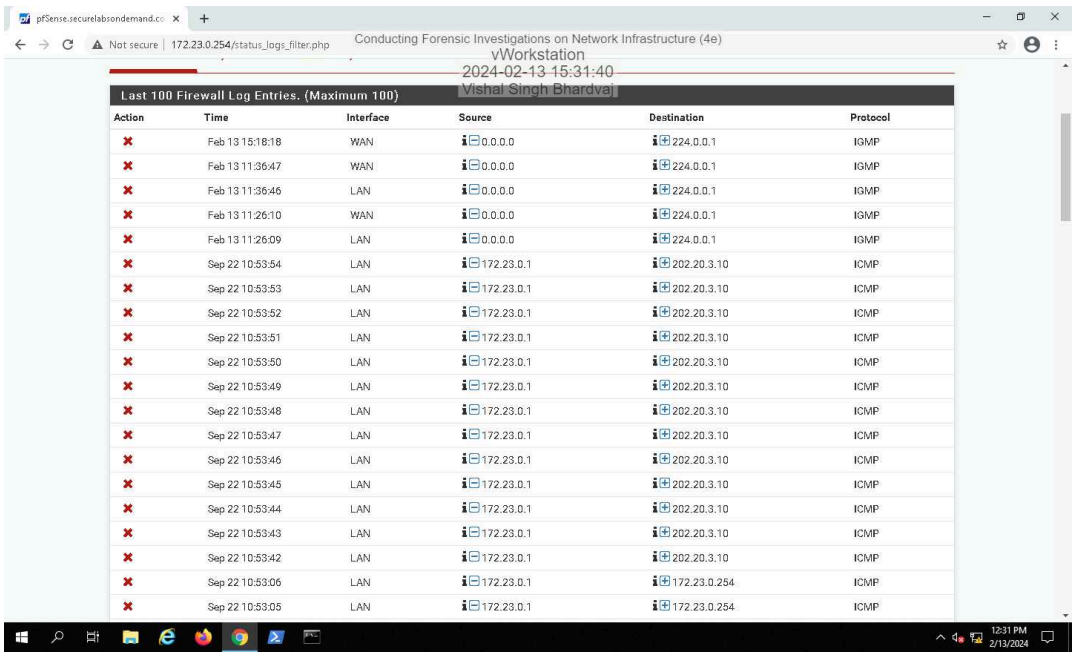 pfSense.securelabsondemand.co
Not secure | 172.23.0.254/status_logs_filter.php
Conducting Forensic Investigations on Network Infrastructure (4e)
vWorkstation
2024-02-13 15:31:40
Vishal Singh Bhardvaj
Last 100 Firewall Log Entries. (Maximum 100)
Action Time Interface Source Destination Protocol
Feb 13 15:18:18 WAN 0.0.0.0 224.0.0.1 IGMP
Feb 13 11:36:47 WAN 0.0.0.0 224.0.0.1 IGMP
Feb 13 11:36:46 LAN 0.0.0.0 224.0.0.1 IGMP
Feb 13 11:26:10 WAN 0.0.0.0 224.0.0.1 IGMP
Feb 13 11:26:09 LAN 0.0.0.0 224.0.0.1 IGMP
Sep 22 10:53:54 LAN 172.23.0.1 202.20.3.10 ICMP
Sep 22 10:53:53 LAN 172.23.0.1 202.20.3.10 ICMP
Sep 22 10:53:52 LAN 172.23.0.1 202.20.3.10 ICMP
Sep 22 10:53:51 LAN 172.23.0.1 202.20.3.10 ICMP
Sep 22 10:53:50 LAN 172.23.0.1 202.20.3.10 ICMP
Sep 22 10:53:49 LAN 172.23.0.1 202.20.3.10 ICMP
Sep 22 10:53:48 LAN 172.23.0.1 202.20.3.10 ICMP
Sep 22 10:53:47 LAN 172.23.0.1 202.20.3.10 ICMP
Sep 22 10:53:46 LAN 172.23.0.1 202.20.3.10 ICMP
Sep 22 10:53:45 LAN 172.23.0.1 202.20.3.10 ICMP
Sep 22 10:53:44 LAN 172.23.0.1 202.20.3.10 ICMP
Sep 22 10:53:43 LAN 172.23.0.1 202.20.3.10 ICMP
Sep 22 10:53:42 LAN 172.23.0.1 202.20.3.10 ICMP
Sep 22 10:53:06 LAN 172.23.0.1 172.23.0.254 ICMP
Sep 22 10:53:05 LAN 172.23.0.1 172.23.0.254 ICMP
12:31 PM
2/13/2024